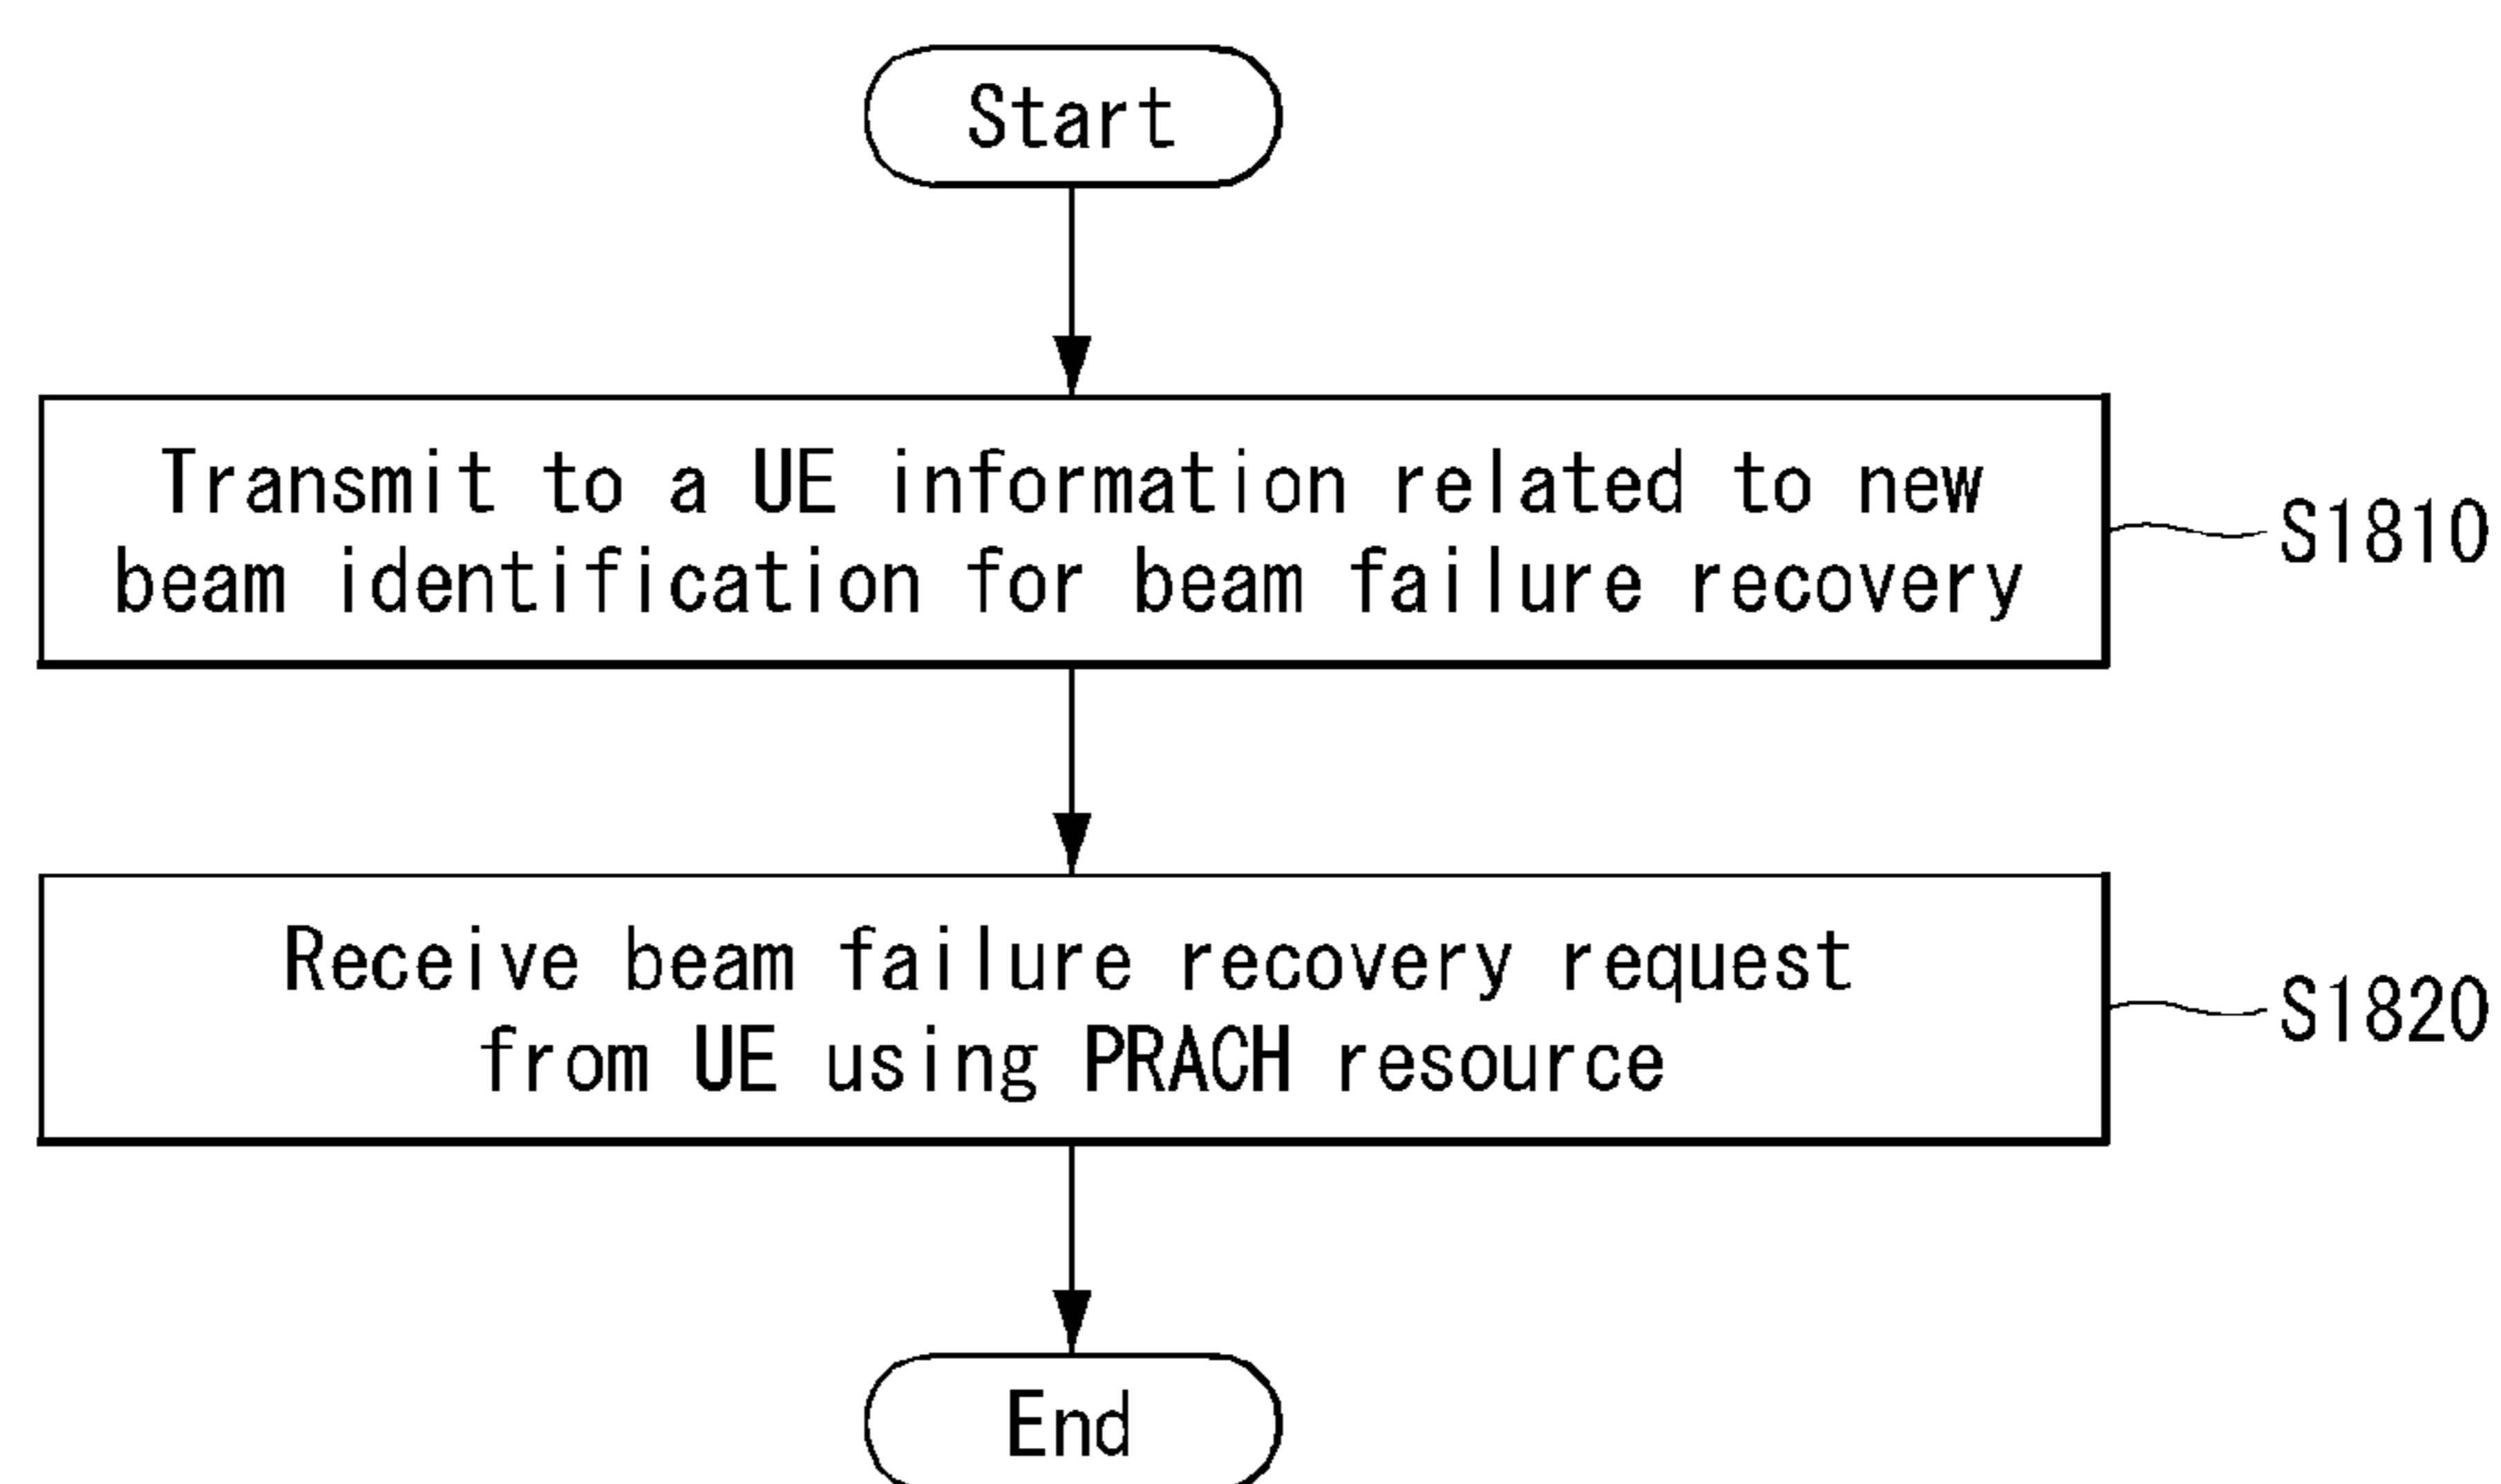 Start
Transmit to a UE information related to new
beam identification for beam failure recovery
S1810
Receive beam failure recovery request
from UE using PRACH resource
S1820
End